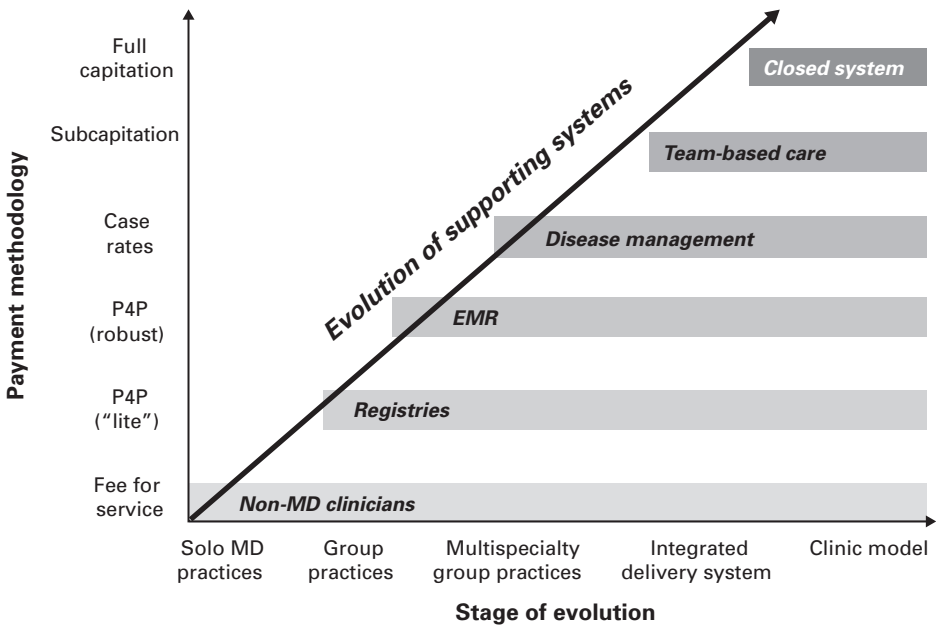 Full
capitation
Closed system
Subcapitation
Team-based care
Case
rates
Disease management
P4P
(robust)
EMR
P4P
(“lite”)
Registries
Fee for
service
Non-MD clinicians
Payment methodology
Evolution of supporting systems
Solo MD
practices
Group
practices
Multispecialty
group practices
Integrated
delivery system
Clinic model
Stage of evolution